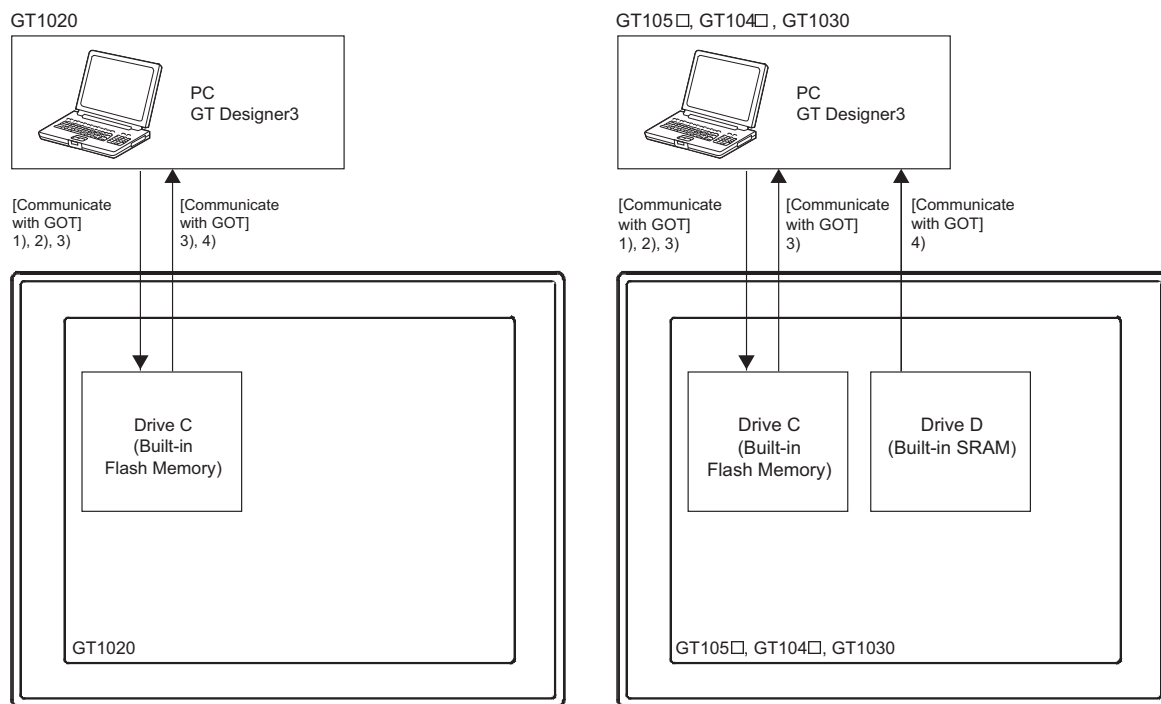 GT1020
PC
GT Designer3
[Communicate
with GOT]
1), 2), 3)
[Communicate
with GOT]
3), 4)
Drive C
(Built-in
Flash Memory)
GT1020
GT105□, GT104□ , GT1030
PC
GT Designer3
[Communicate
with GOT]
1), 2), 3)
[Communicate
with GOT]
3)
[Communicate
with GOT]
4)
Drive C
(Built-in
Flash Memory)
Drive D
(Built-in SRAM)
GT105□, GT104□, GT1030